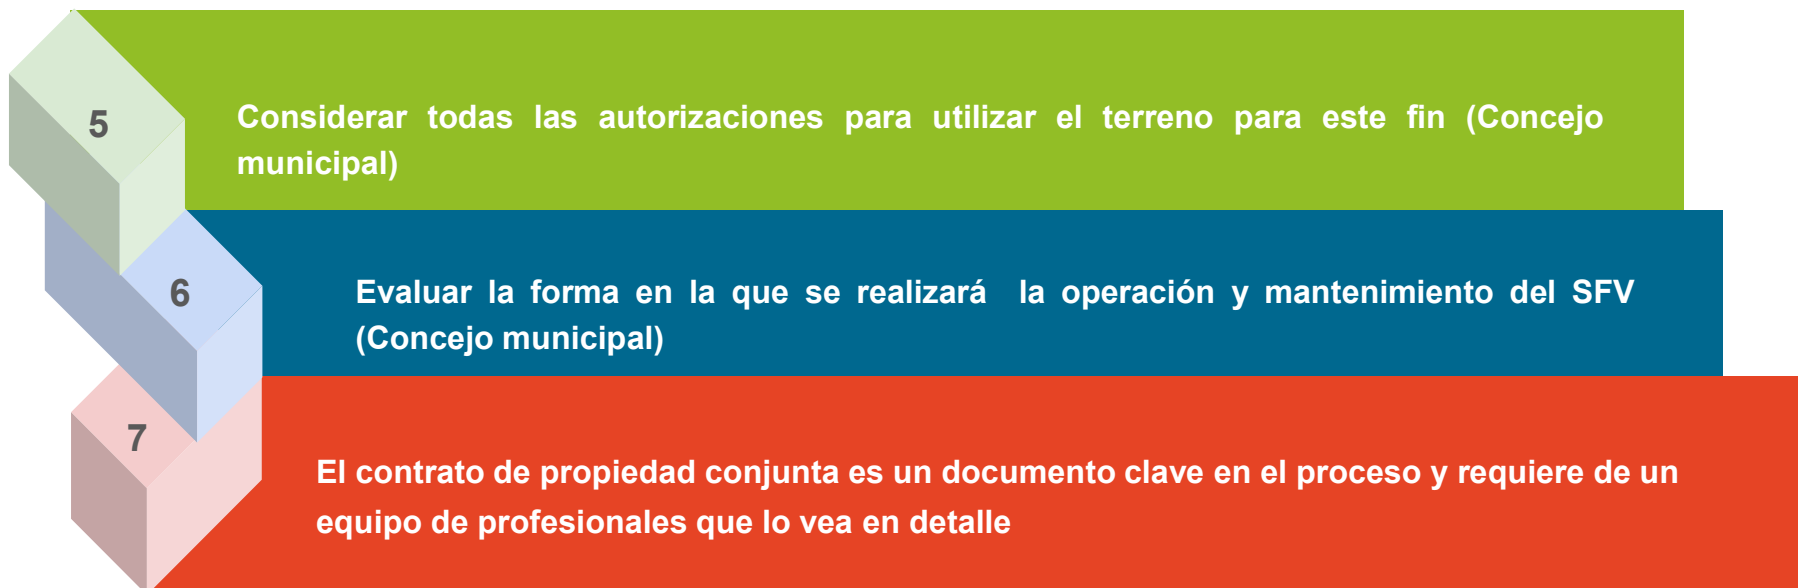 5
Considerar todas las autorizaciones para utilizar el terreno para este fin (Concejo
municipal)
6
Evaluar la forma en la que se realizará la operación y mantenimiento del SFV
(Concejo municipal)
7
El contrato de propiedad conjunta es un documento clave en el proceso y requiere de un
equipo de profesionales que lo vea en detalle